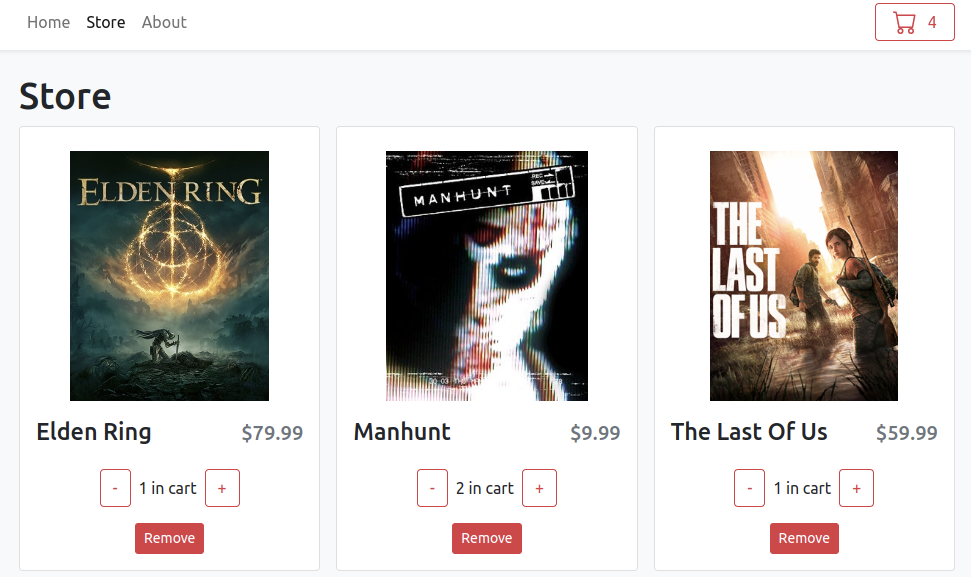 Home Store About 4
Store
ELDEN RING
MANHUNT
REC
SAVE
THE
LAST
OF US
Elden Ring $79.99
Manhunt $9.99
The Last Of Us $59.99
- 1 in cart +
- 2 in cart +
- 1 in cart +
Remove
Remove
Remove